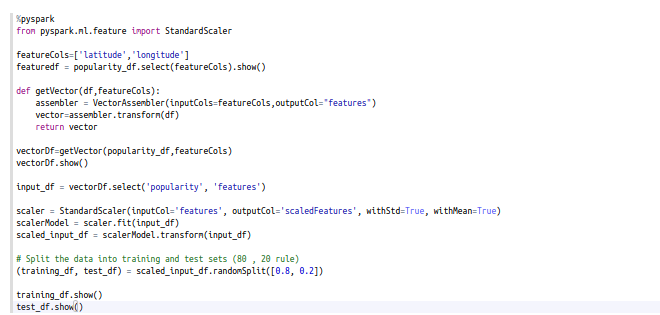 %pyspark
from pyspark.ml.feature import StandardScaler
featureCols=['latitude','longitude']
featuredf = popularity_df.select(featureCols).show()
def getVector(df,featureCols):
    assembler = VectorAssembler(inputCols=featureCols,outputCol="features")
    vector=assembler.transform(df)
    return vector
vectorDf=getVector(popularity_df,featureCols)
vectorDf.show()
input_df = vectorDf.select('popularity', 'features')
scaler = StandardScaler(inputCol='features', outputCol='scaledFeatures', withStd=True, withMean=True)
scalerModel = scaler.fit(input_df)
scaled_input_df = scalerModel.transform(input_df)
# Split the data into training and test sets (80 , 20 rule)
(training_df, test_df) = scaled_input_df.randomSplit([0.8, 0.2])
training_df.show()
test_df.show()